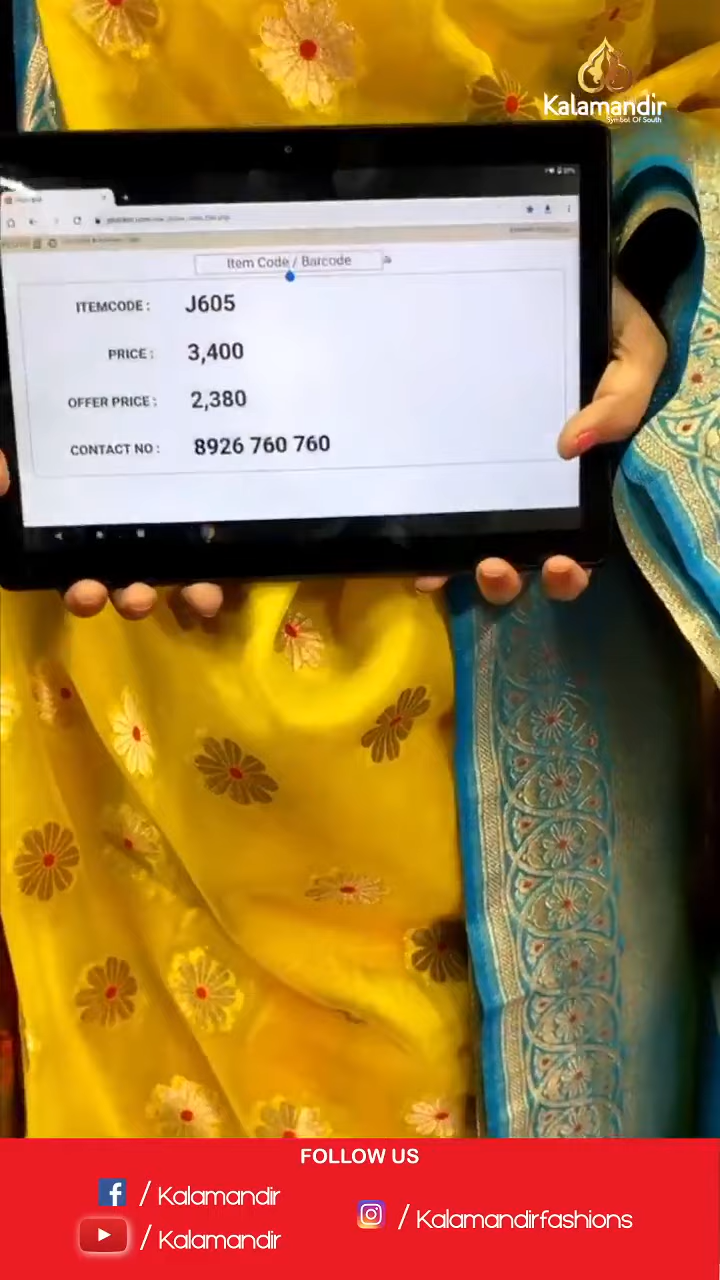 Kalamandir
Symbol Of South
Item Code / Barcode
ITEMCODE : J605
PRICE : 3,400
OFFER PRICE : 2,380
CONTACT NO : 8926 760 760
FOLLOW US
/ Kalamandir
/ Kalamandirfashions
/ Kalamandir